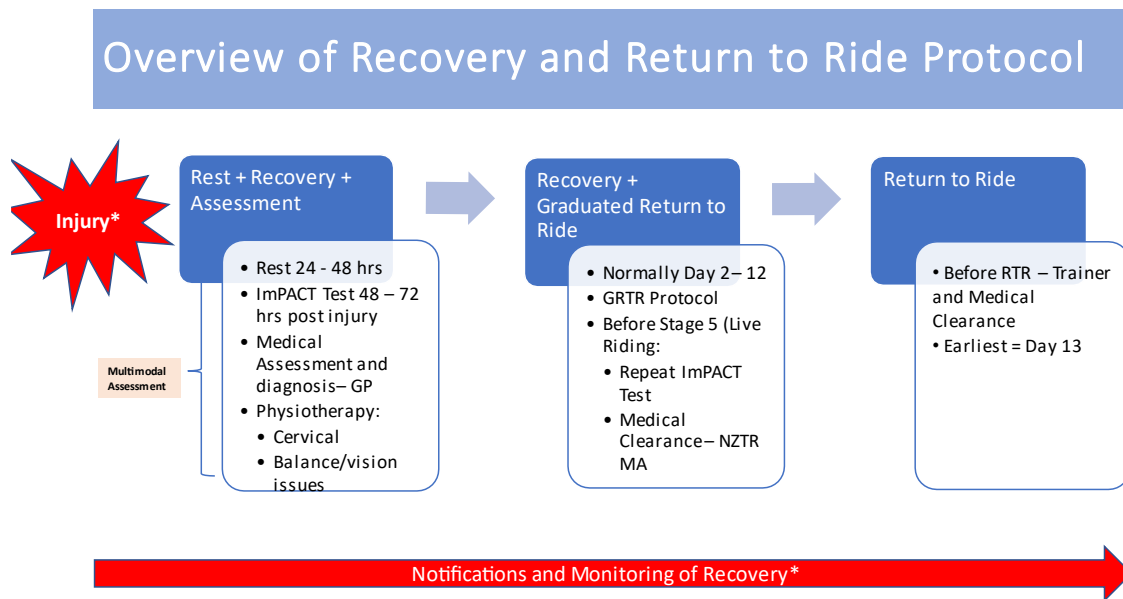 Overview of Recovery and Return to Ride Protocol
Injury*
Rest + Recovery +
Assessment
• Rest 24 - 48 hrs
• ImPACT Test 48 – 72
hrs post injury
• Medical
Assessment and
diagnosis– GP
• Physiotherapy:
• Cervical
• Balance/vision
issues
Multimodal
Assessment
Recovery +
Graduated Return to
Ride
• Normally Day 2– 12
• GRTR Protocol
• Before Stage 5 (Live
Riding:
• Repeat ImPACT
Test
• Medical
Clearance– NZTR
MA
Return to Ride
• Before RTR – Trainer
and Medical
Clearance
• Earliest = Day 13
Notifications and Monitoring of Recovery*